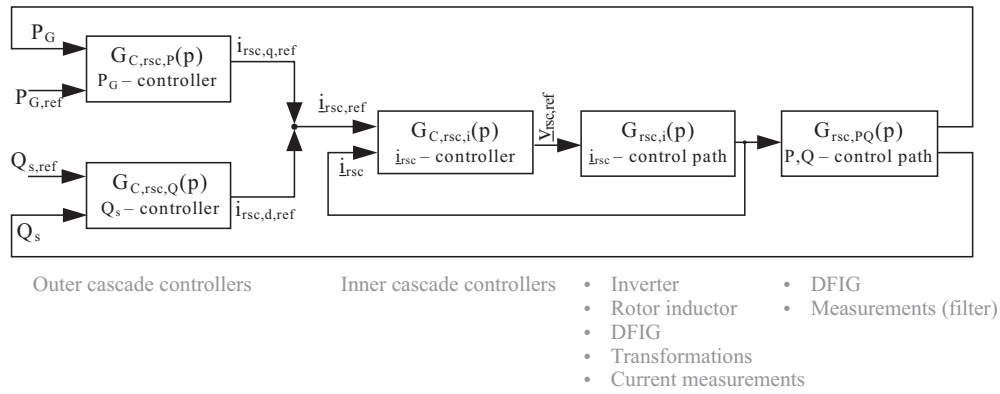 P_G
G_C,rsc,P(p)
P_G – controller
i_rsc,q,ref
P_G,ref
i_rsc,ref
v_rsc,ref
G_C,rsc,i(p)
i_rsc – controller
G_rsc,i(p)
i_rsc – control path
G_rsc,PQ(p)
P,Q – control path
i_rsc
Q_s,ref
G_C,rsc,Q(p)
Q_s – controller
i_rsc,d,ref
Q_s
Outer cascade controllers
Inner cascade controllers
• Inverter
• Rotor inductor
• DFIG
• Transformations
• Current measurements
• DFIG
• Measurements (filter)